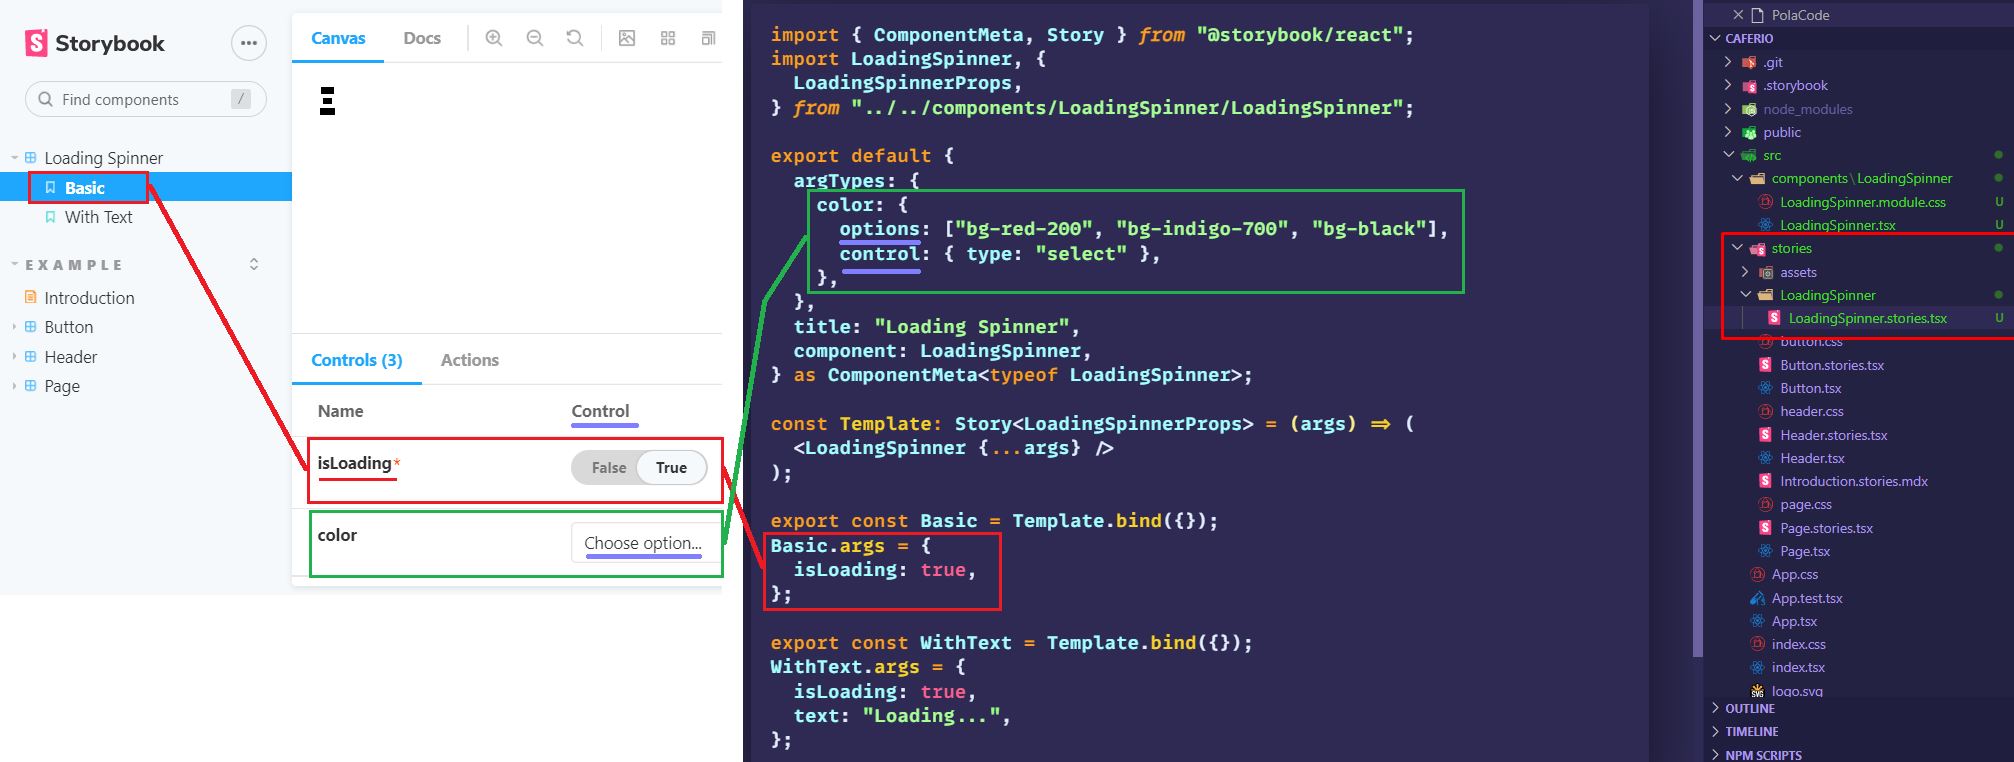 Storybook
Find components
/
Loading Spinner
Basic
With Text
EXAMPLE
Introduction
Button
Header
Page
Canvas
Docs
Controls (3)
Actions
Name
Control
isLoading*
False
True
color
Choose option...
import { ComponentMeta, Story } from "@storybook/react";
import LoadingSpinner, {
LoadingSpinnerProps,
} from "../../components/LoadingSpinner/LoadingSpinner";
export default {
argTypes: {
color: {
options: ["bg-red-200", "bg-indigo-700", "bg-black"],
control: { type: "select" },
},
},
title: "Loading Spinner",
component: LoadingSpinner,
} as ComponentMeta<typeof LoadingSpinner>;
const Template: Story<LoadingSpinnerProps> = (args) => (
<LoadingSpinner {...args} />
);
export const Basic = Template.bind({});
Basic.args = {
isLoading: true,
};
export const WithText = Template.bind({});
WithText.args = {
isLoading: true,
text: "Loading...",
};
PolaCode
CAFERIO
.git
.storybook
node_modules
public
src
components\LoadingSpinner
LoadingSpinner.module.css U
LoadingSpinner.tsx U
stories
assets
LoadingSpinner
LoadingSpinner.stories.tsx U
button.css
Button.stories.tsx
Button.tsx
header.css
Header.stories.tsx
Header.tsx
Introduction.stories.mdx
page.css
Page.stories.tsx
Page.tsx
App.css
App.test.tsx
App.tsx
index.css
index.tsx
logo.svg
OUTLINE
TIMELINE
NPM SCRIPTS